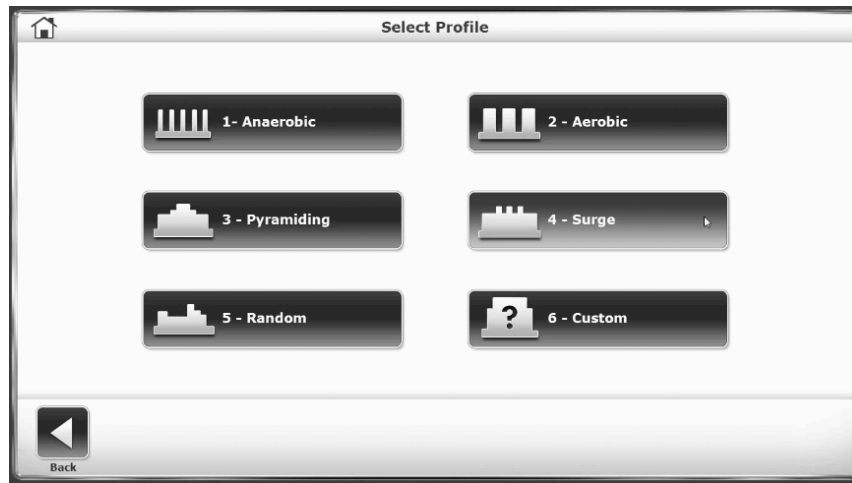 Select Profile
1- Anaerobic
2 - Aerobic
3 - Pyramiding
4 - Surge
5 - Random
?
6 - Custom
Back